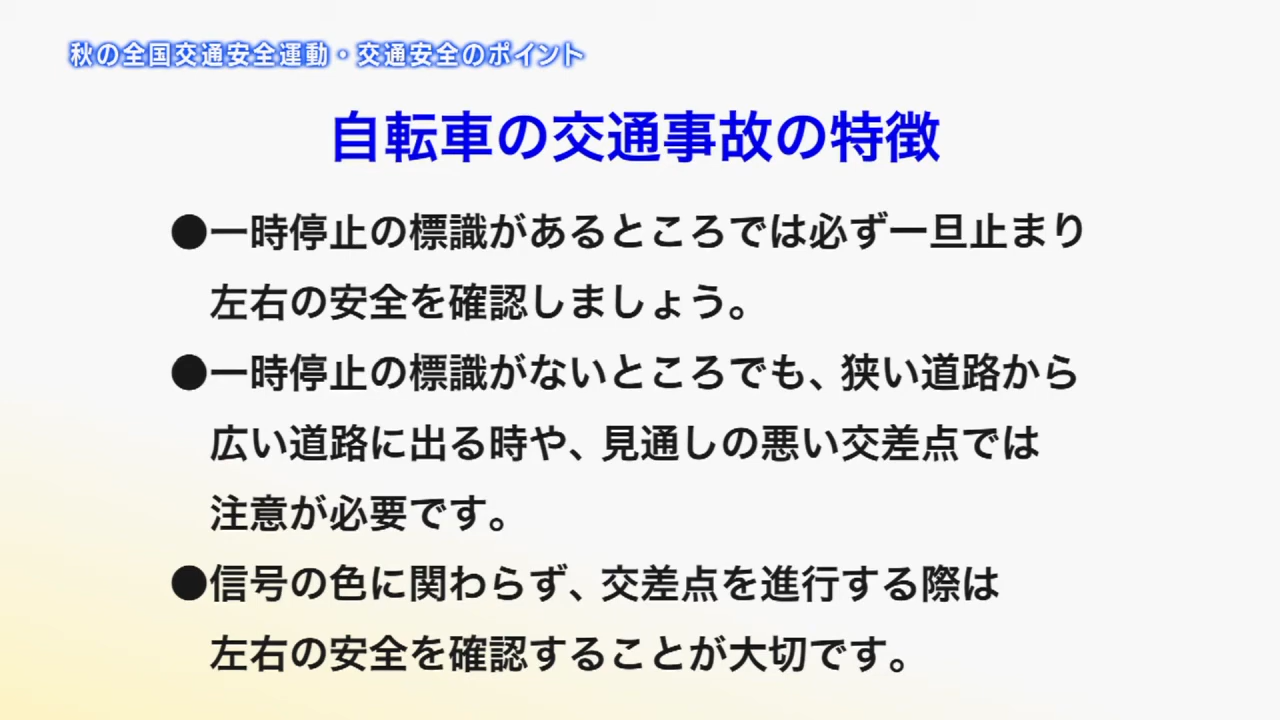 秋の全国交通安全運動・交通安全のポイント
自転車の交通事故の特徴
●一時停止の標識があるところでは必ず一旦止まり
左右の安全を確認しましょう。
●一時停止の標識がないところでも、狭い道路から
広い道路に出る時や、見通しの悪い交差点では
注意が必要です。
●信号の色に関わらず、交差点を進行する際は
左右の安全を確認することが大切です。